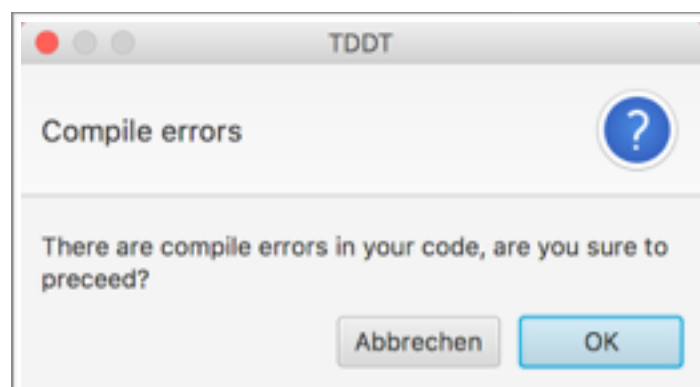 TDDT
Compile errors
?
There are compile errors in your code, are you sure to
preceed?
Abbrechen OK